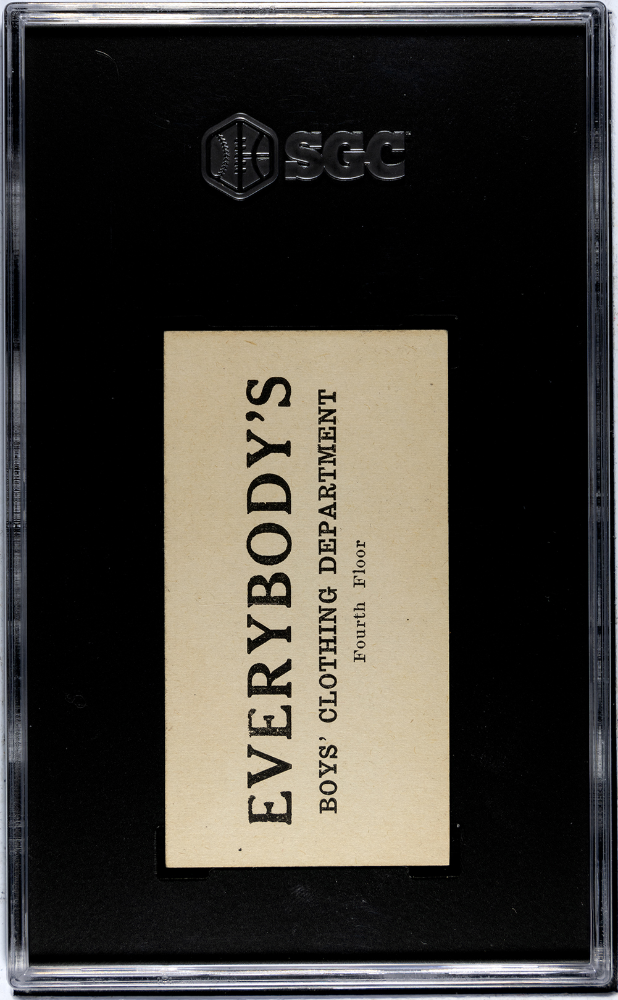 SGC
EVERYBODY'S
BOYS' CLOTHING DEPARTMENT
Fourth Floor